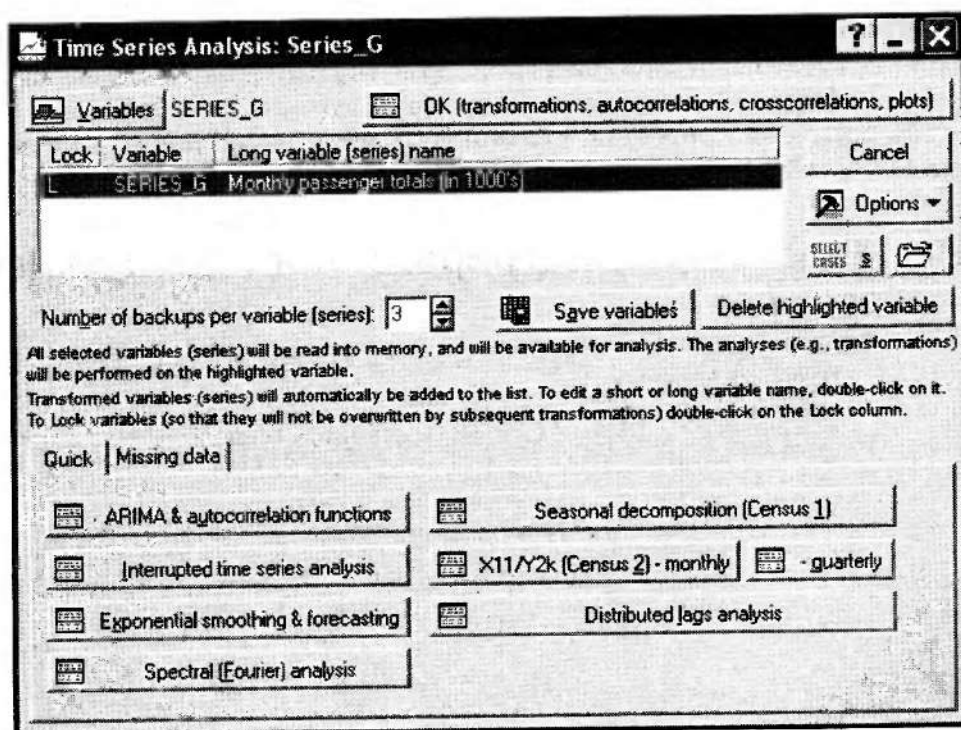 Time Series Analysis: Series_G
? _ X
Variables SERIES_G OK (transformations, autocorrelations, crosscorrelations, plots)
Lock Variable Long variable (series) name
L SERIES_G Monthly passenger totals (in 1000's)
Cancel
Options
SELECT CASES S
Number of backups per variable (series): 3 Save variables Delete highlighted variable
All selected variables (series) will be read into memory, and will be available for analysis. The analyses (e.g., transformations)
will be performed on the highlighted variable.
Transformed variables (series) will automatically be added to the list. To edit a short or long variable name, double-click on it.
To Lock variables (so that they will not be overwritten by subsequent transformations) double-click on the Lock column.
Quick Missing data
ARIMA & autocorrelation functions
Seasonal decomposition (Census 1)
Interrupted time series analysis
X11/Y2k (Census 2) - monthly - quarterly
Exponential smoothing & forecasting
Distributed lags analysis
Spectral (Fourier) analysis